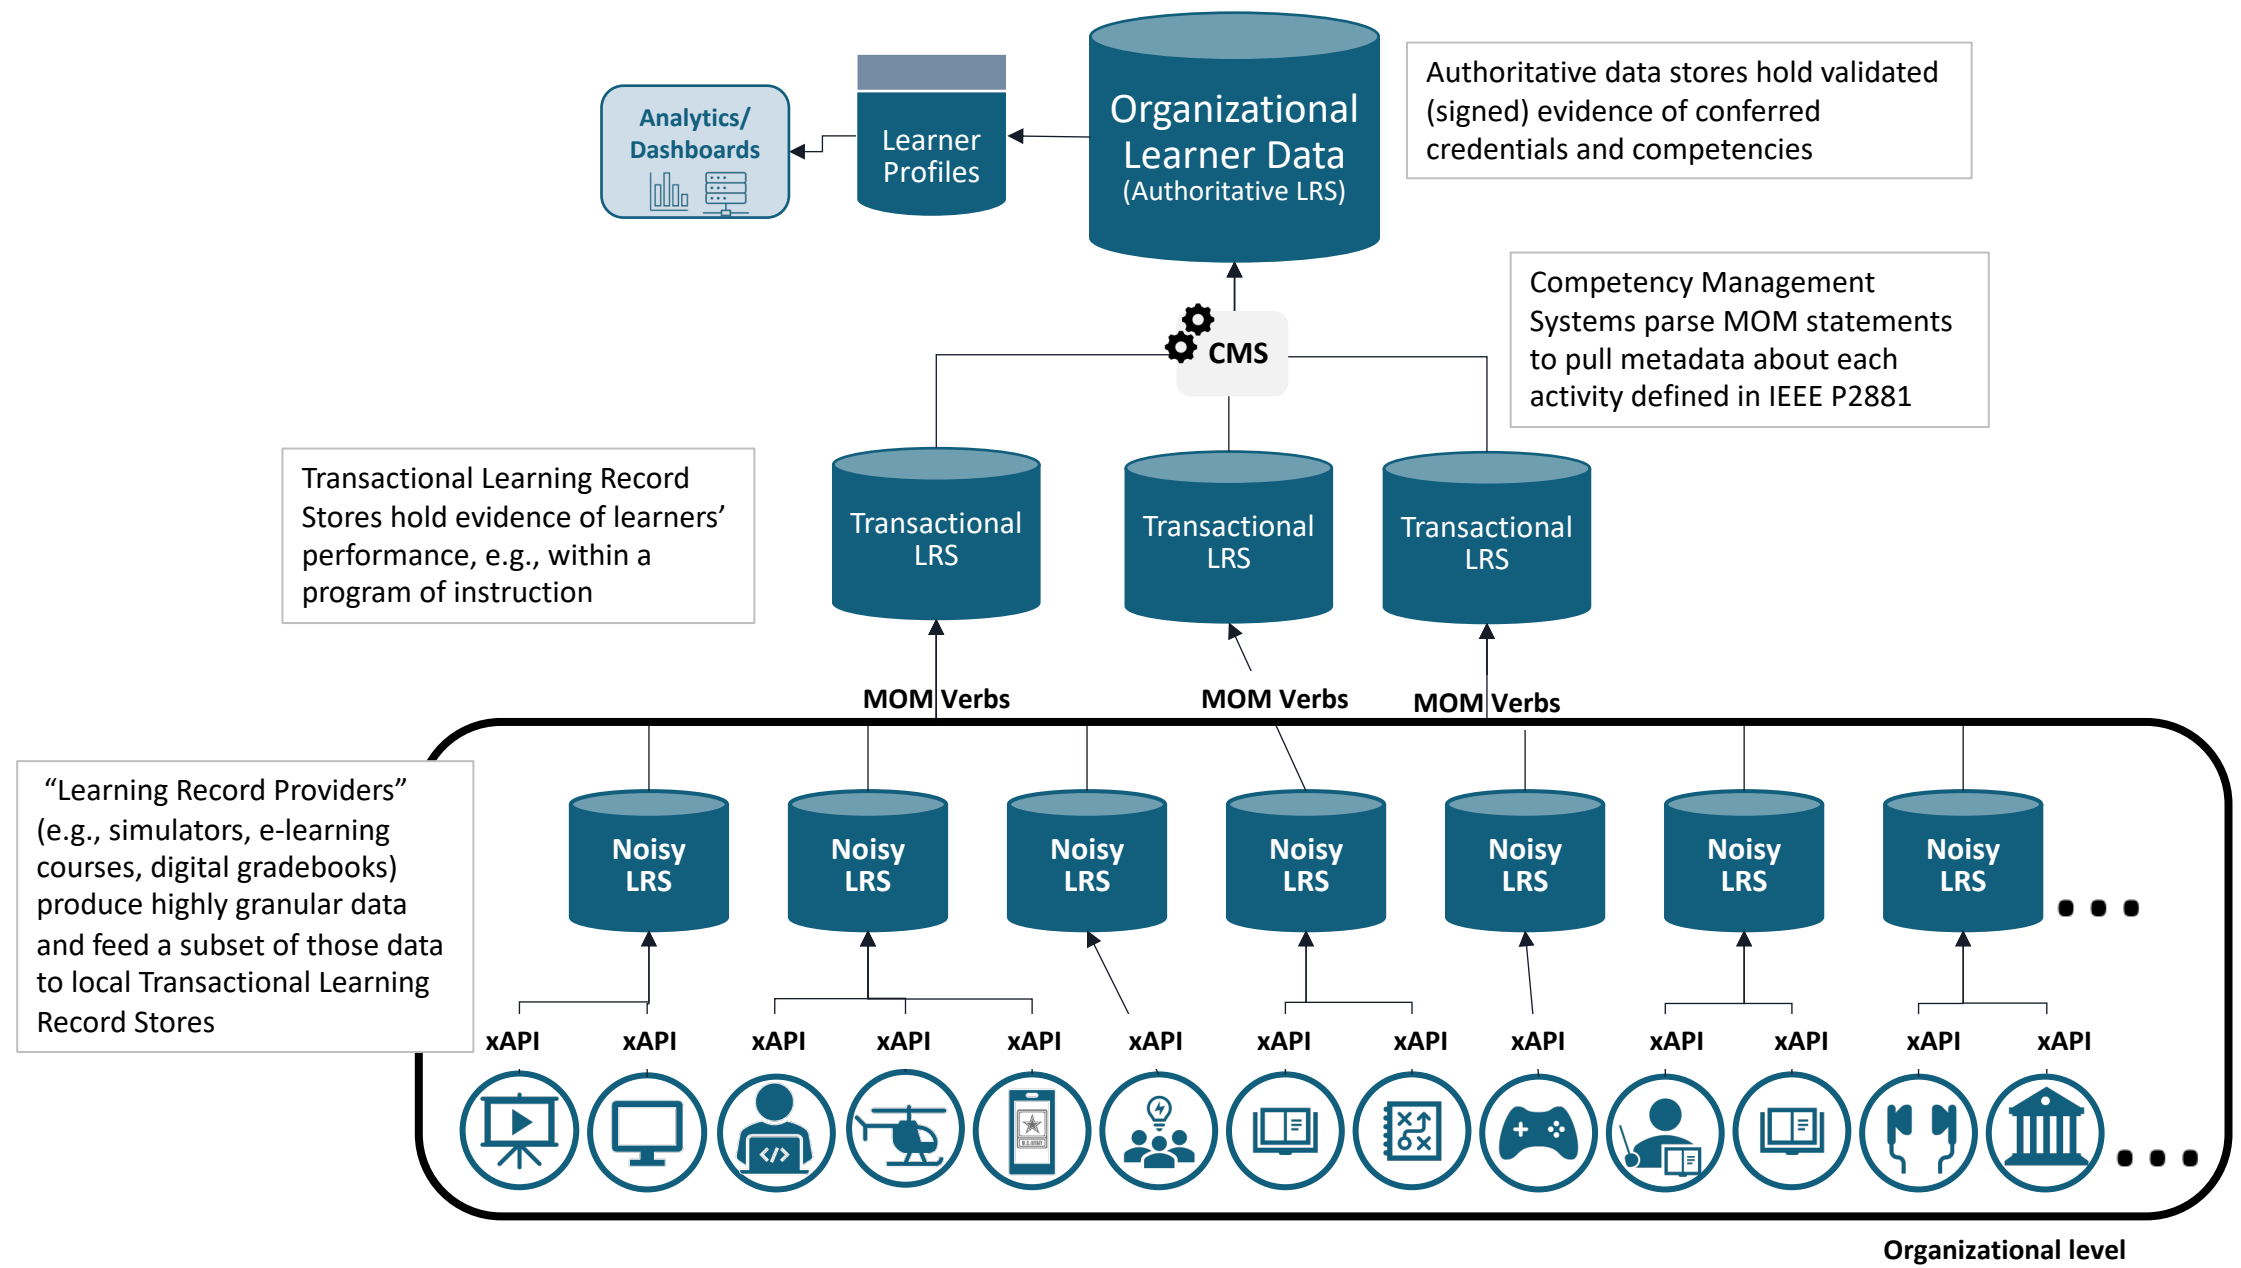 Analytics/
Dashboards
Learner
Profiles
Organizational
Learner Data
(Authoritative LRS)
Authoritative data stores hold validated
(signed) evidence of conferred
credentials and competencies
Competency Management
Systems parse MOM statements
to pull metadata about each
activity defined in IEEE P2881
CMS
Transactional Learning Record
Stores hold evidence of learners’
performance, e.g., within a
program of instruction
Transactional
LRS
Transactional
LRS
Transactional
LRS
MOM Verbs
MOM Verbs
MOM Verbs
“Learning Record Providers”
(e.g., simulators, e-learning
courses, digital gradebooks)
produce highly granular data
and feed a subset of those data
to local Transactional Learning
Record Stores
Noisy
LRS
Noisy
LRS
Noisy
LRS
Noisy
LRS
Noisy
LRS
Noisy
LRS
Noisy
LRS
xAPI
xAPI
xAPI
xAPI
xAPI
xAPI
xAPI
xAPI
xAPI
xAPI
xAPI
xAPI
xAPI
</>
U.S. ARMY
Organizational level